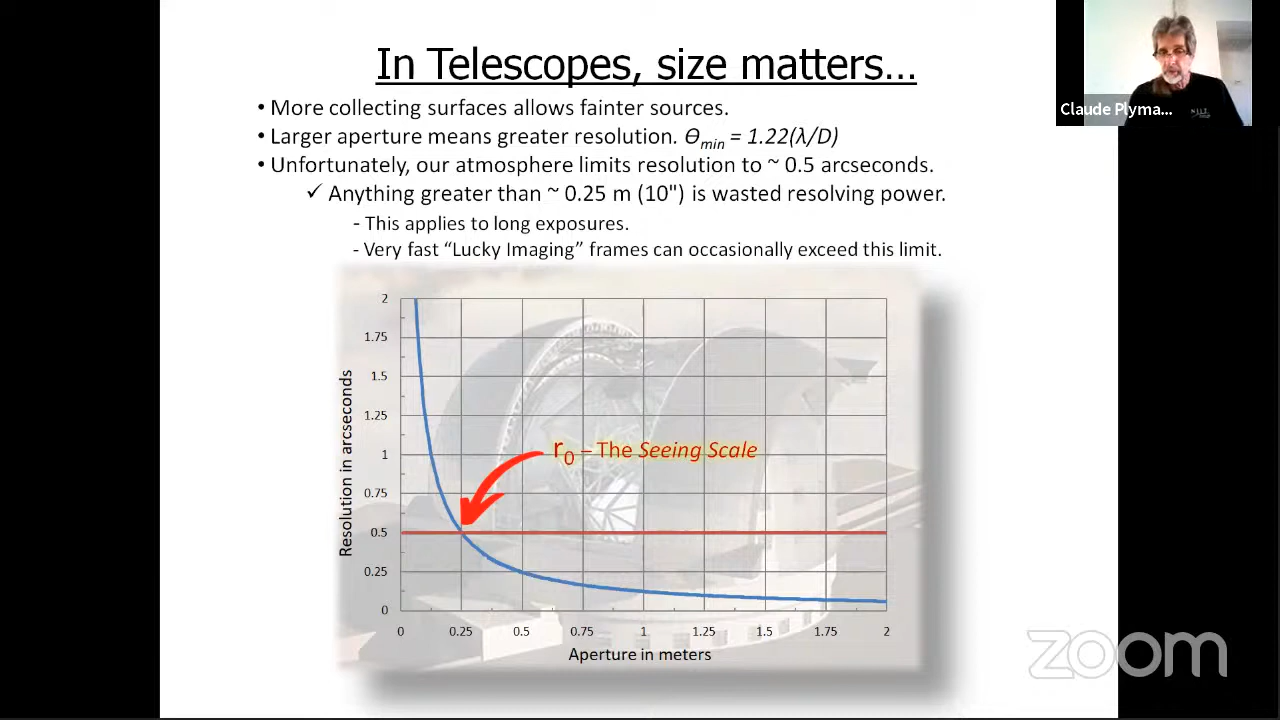 In Telescopes, size matters…
• More collecting surfaces allows fainter sources.
• Larger aperture means greater resolution. Θmin = 1.22(λ/D)
• Unfortunately, our atmosphere limits resolution to ~ 0.5 arcseconds.
✓ Anything greater than ~ 0.25 m (10") is wasted resolving power.
- This applies to long exposures.
- Very fast “Lucky Imaging” frames can occasionally exceed this limit.
Claude Plyma...
2
1.75
1.5
1.25
1
0.75
0.5
0.25
0
Resolution in arcseconds
r0 – The Seeing Scale
0 0.25 0.5 0.75 1 1.25 1.5 1.75 2
Aperture in meters
zoom